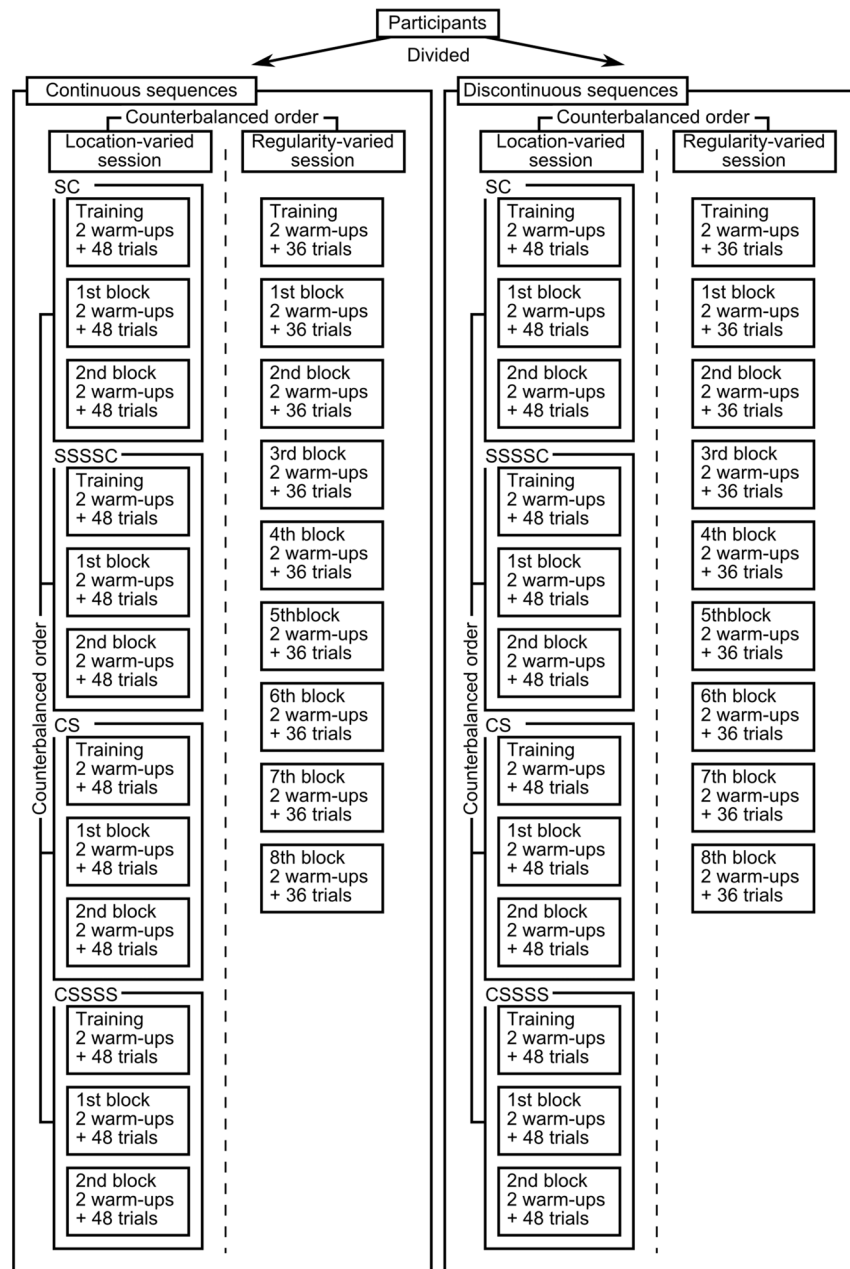 Participants
Divided
Continuous sequences
Counterbalanced order
Location-varied
session
Regularity-varied
session
Counterbalanced order
SC
Training
2 warm-ups
+ 48 trials
1st block
2 warm-ups
+ 48 trials
2nd block
2 warm-ups
+ 48 trials
SSSSC
Training
2 warm-ups
+ 48 trials
1st block
2 warm-ups
+ 48 trials
2nd block
2 warm-ups
+ 48 trials
CS
Training
2 warm-ups
+ 48 trials
1st block
2 warm-ups
+ 48 trials
2nd block
2 warm-ups
+ 48 trials
CSSSS
Training
2 warm-ups
+ 48 trials
1st block
2 warm-ups
+ 48 trials
2nd block
2 warm-ups
+ 48 trials
Training
2 warm-ups
+ 36 trials
1st block
2 warm-ups
+ 36 trials
2nd block
2 warm-ups
+ 36 trials
3rd block
2 warm-ups
+ 36 trials
4th block
2 warm-ups
+ 36 trials
5thblock
2 warm-ups
+ 36 trials
6th block
2 warm-ups
+ 36 trials
7th block
2 warm-ups
+ 36 trials
8th block
2 warm-ups
+ 36 trials
Discontinuous sequences
Counterbalanced order
Location-varied
session
Regularity-varied
session
Counterbalanced order
SC
Training
2 warm-ups
+ 48 trials
1st block
2 warm-ups
+ 48 trials
2nd block
2 warm-ups
+ 48 trials
SSSSC
Training
2 warm-ups
+ 48 trials
1st block
2 warm-ups
+ 48 trials
2nd block
2 warm-ups
+ 48 trials
CS
Training
2 warm-ups
+ 48 trials
1st block
2 warm-ups
+ 48 trials
2nd block
2 warm-ups
+ 48 trials
CSSSS
Training
2 warm-ups
+ 48 trials
1st block
2 warm-ups
+ 48 trials
2nd block
2 warm-ups
+ 48 trials
Training
2 warm-ups
+ 36 trials
1st block
2 warm-ups
+ 36 trials
2nd block
2 warm-ups
+ 36 trials
3rd block
2 warm-ups
+ 36 trials
4th block
2 warm-ups
+ 36 trials
5thblock
2 warm-ups
+ 36 trials
6th block
2 warm-ups
+ 36 trials
7th block
2 warm-ups
+ 36 trials
8th block
2 warm-ups
+ 36 trials